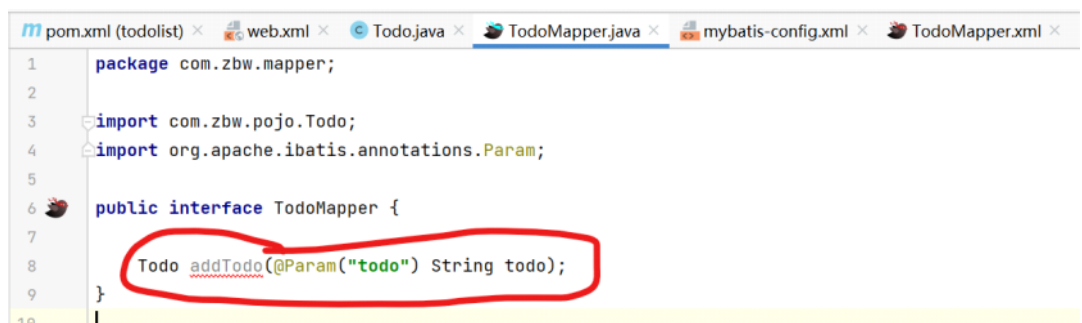 pom.xml (todolist) × web.xml × Todo.java × TodoMapper.java × mybatis-config.xml × TodoMapper.xml ×
1 package com.zbw.mapper;
2
3 import com.zbw.pojo.Todo;
4 import org.apache.ibatis.annotations.Param;
5
6 public interface TodoMapper {
7
8 Todo addTodo(@Param("todo") String todo);
9 }
10